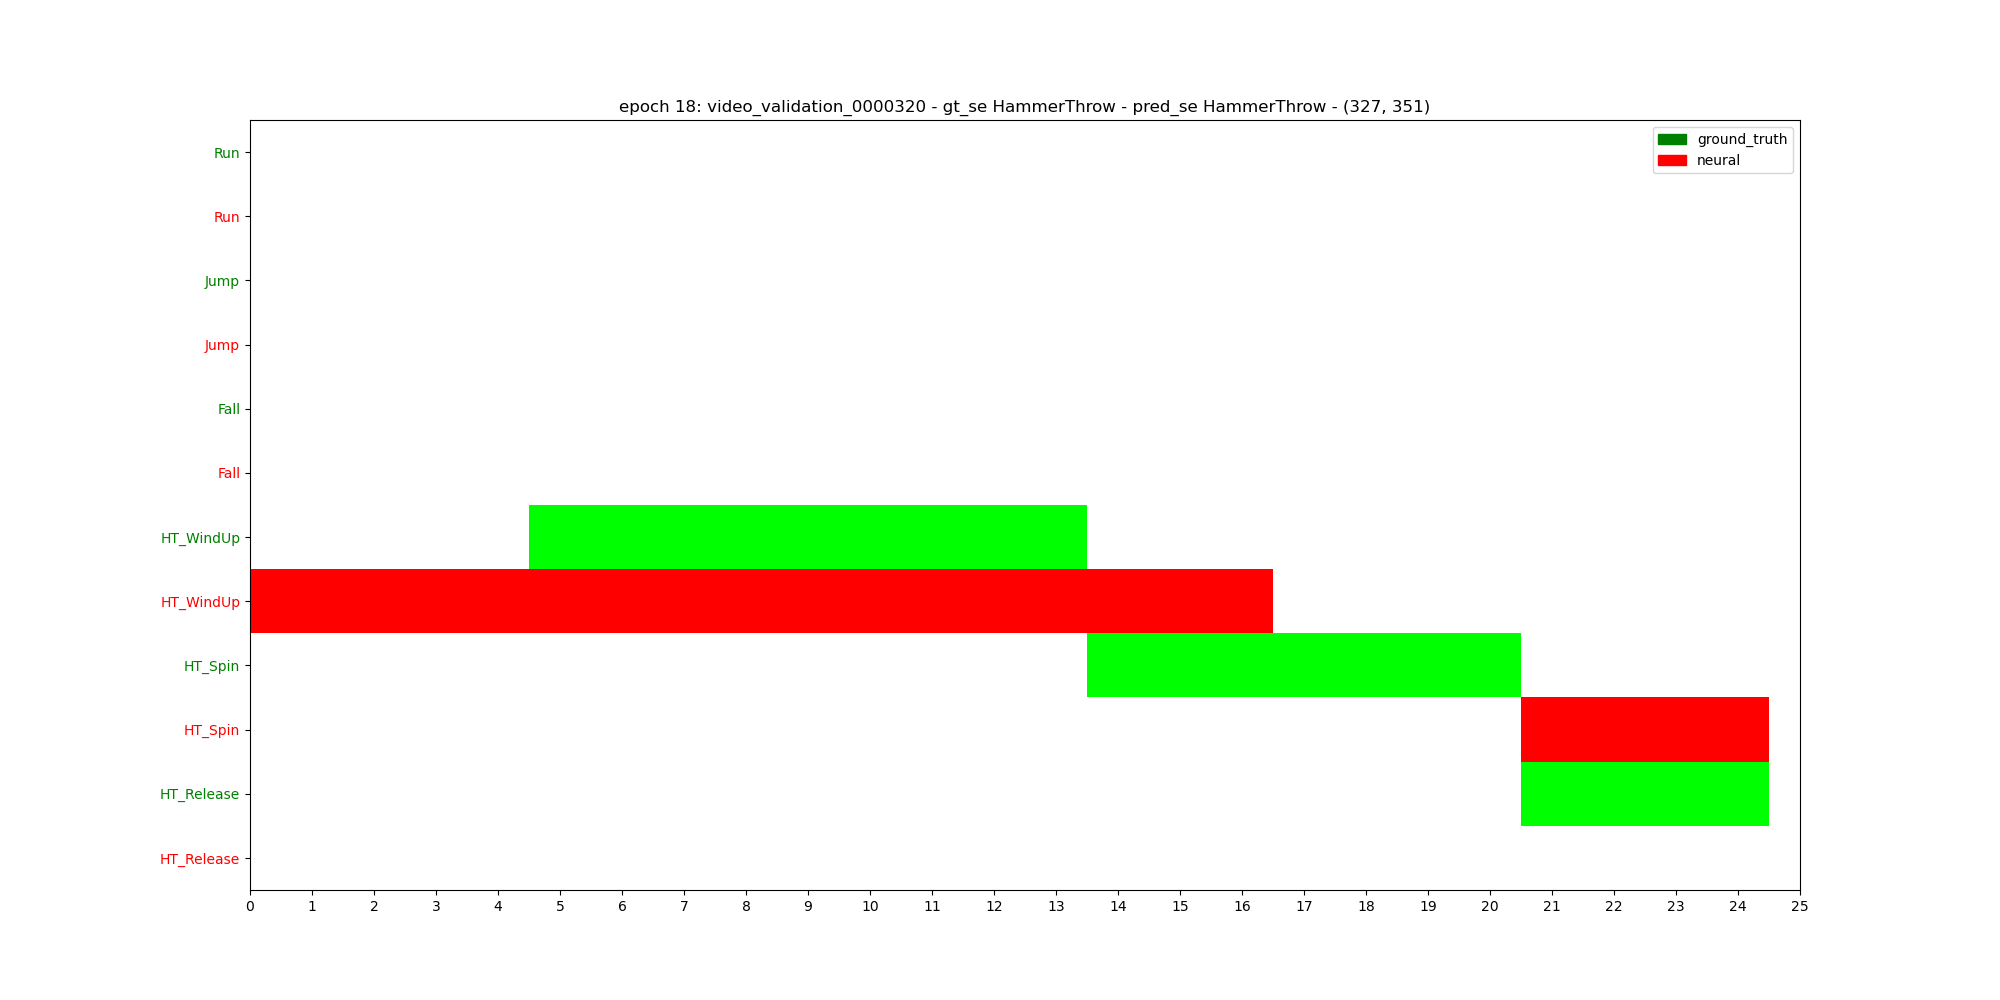 epoch 18: video_validation_0000320 - gt_se HammerThrow - pred_se HammerThrow - (327, 351)
ground_truth
neural
Run
Run
Jump
Jump
Fall
Fall
HT_WindUp
HT_WindUp
HT_Spin
HT_Spin
HT_Release
HT_Release
0 1 2 3 4 5 6 7 8 9 10 11 12 13 14 15 16 17 18 19 20 21 22 23 24 25